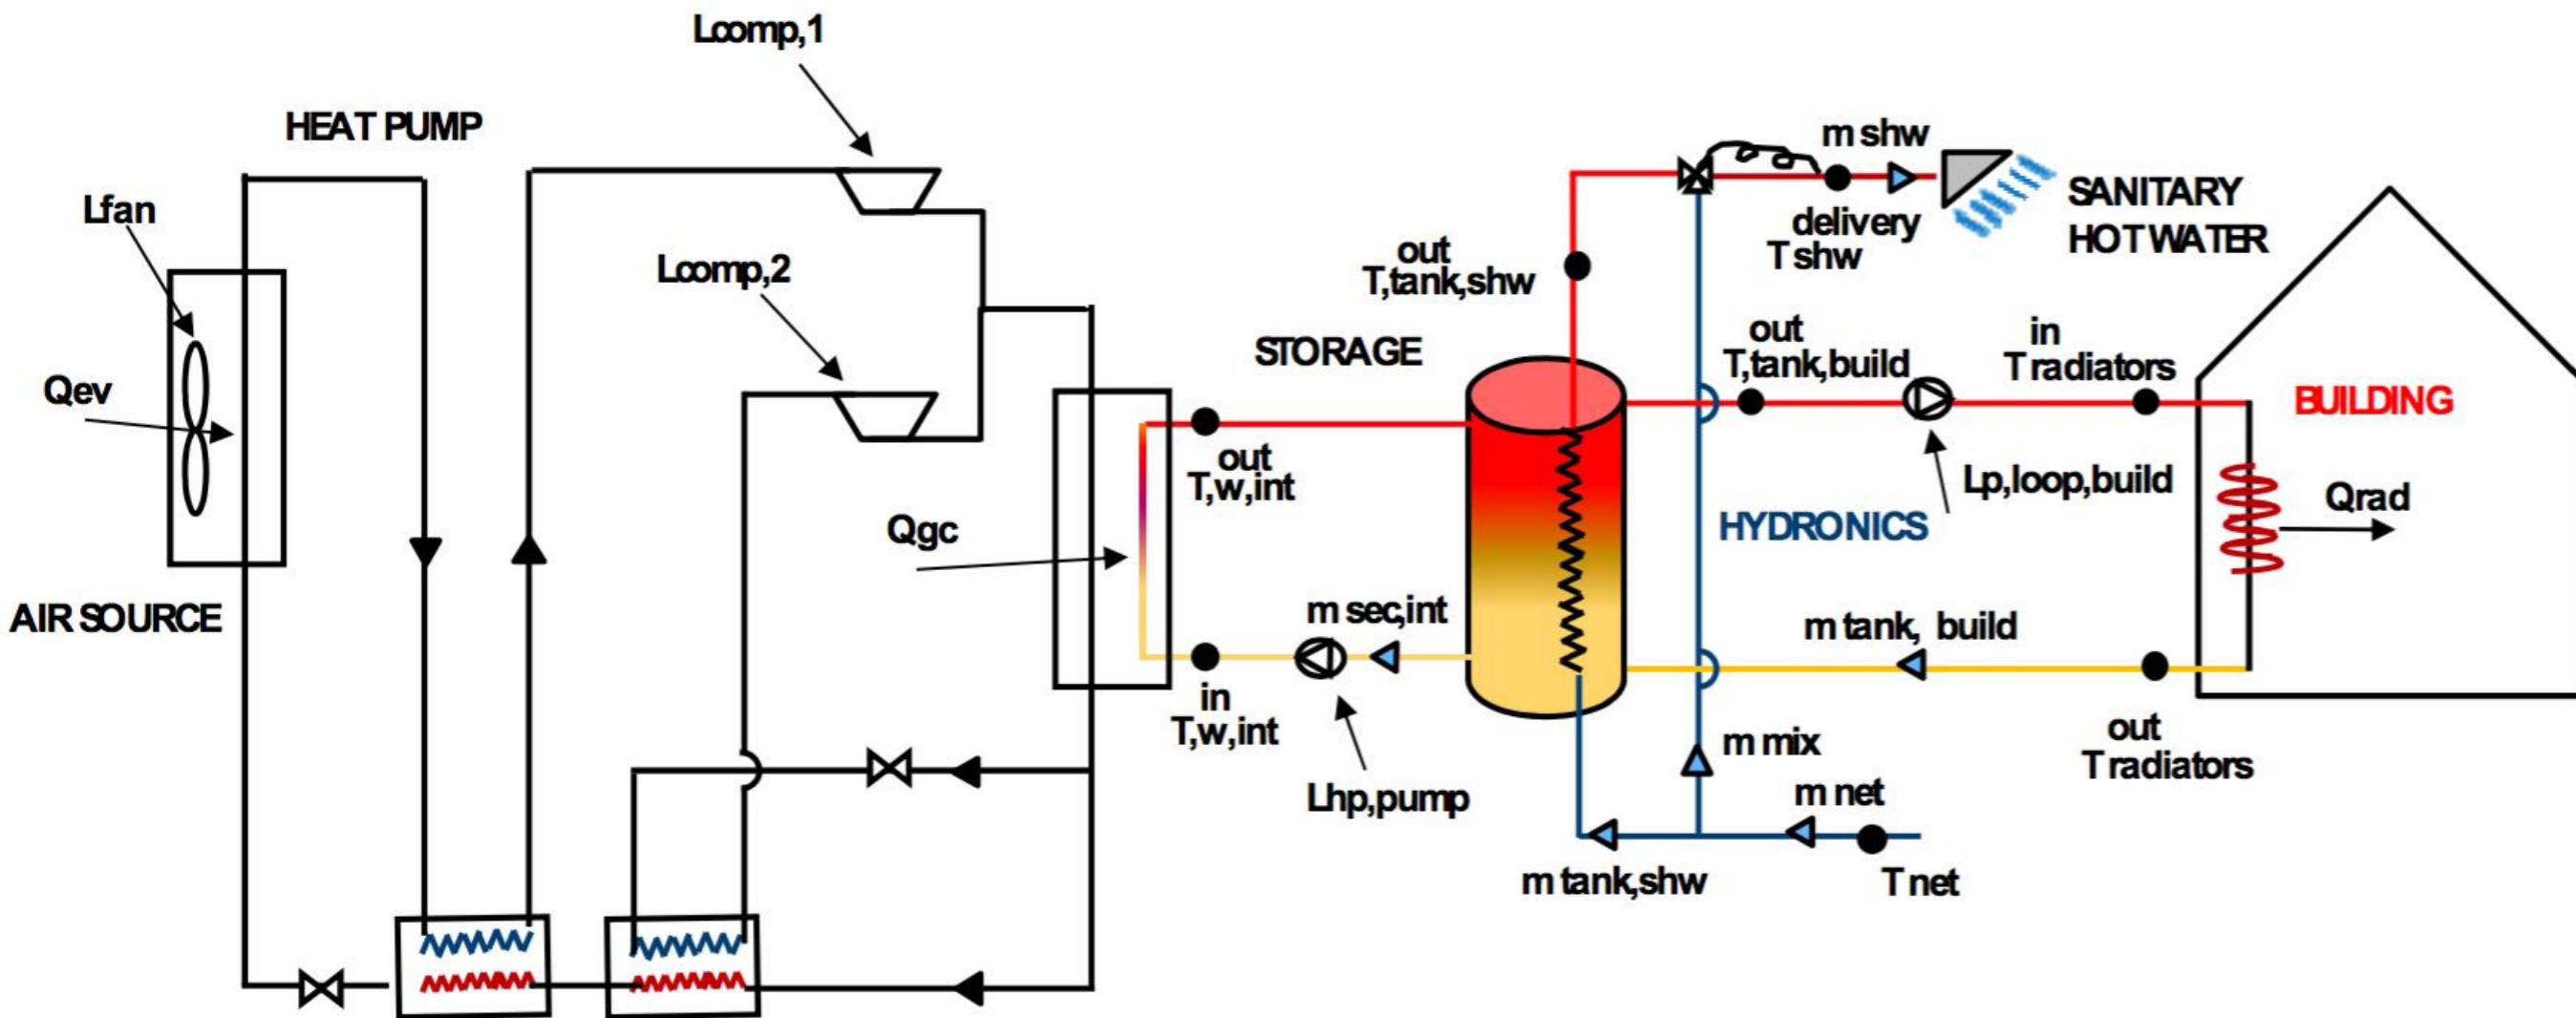 Lcomp,1
HEAT PUMP
Lfan
Lcomp,2
Qev
AIR SOURCE
Qgc
out
T,w,int
in
T,w,int
m sec,int
Lhp,pump
STORAGE
out
T,tank,shw
m shw
delivery
T shw
SANITARY
HOT WATER
out
T,tank,build
in
T radiators
BUILDING
Lp,loop,build
Qrad
HYDRONICS
m tank, build
out
T radiators
m mix
m net
m tank,shw
T net